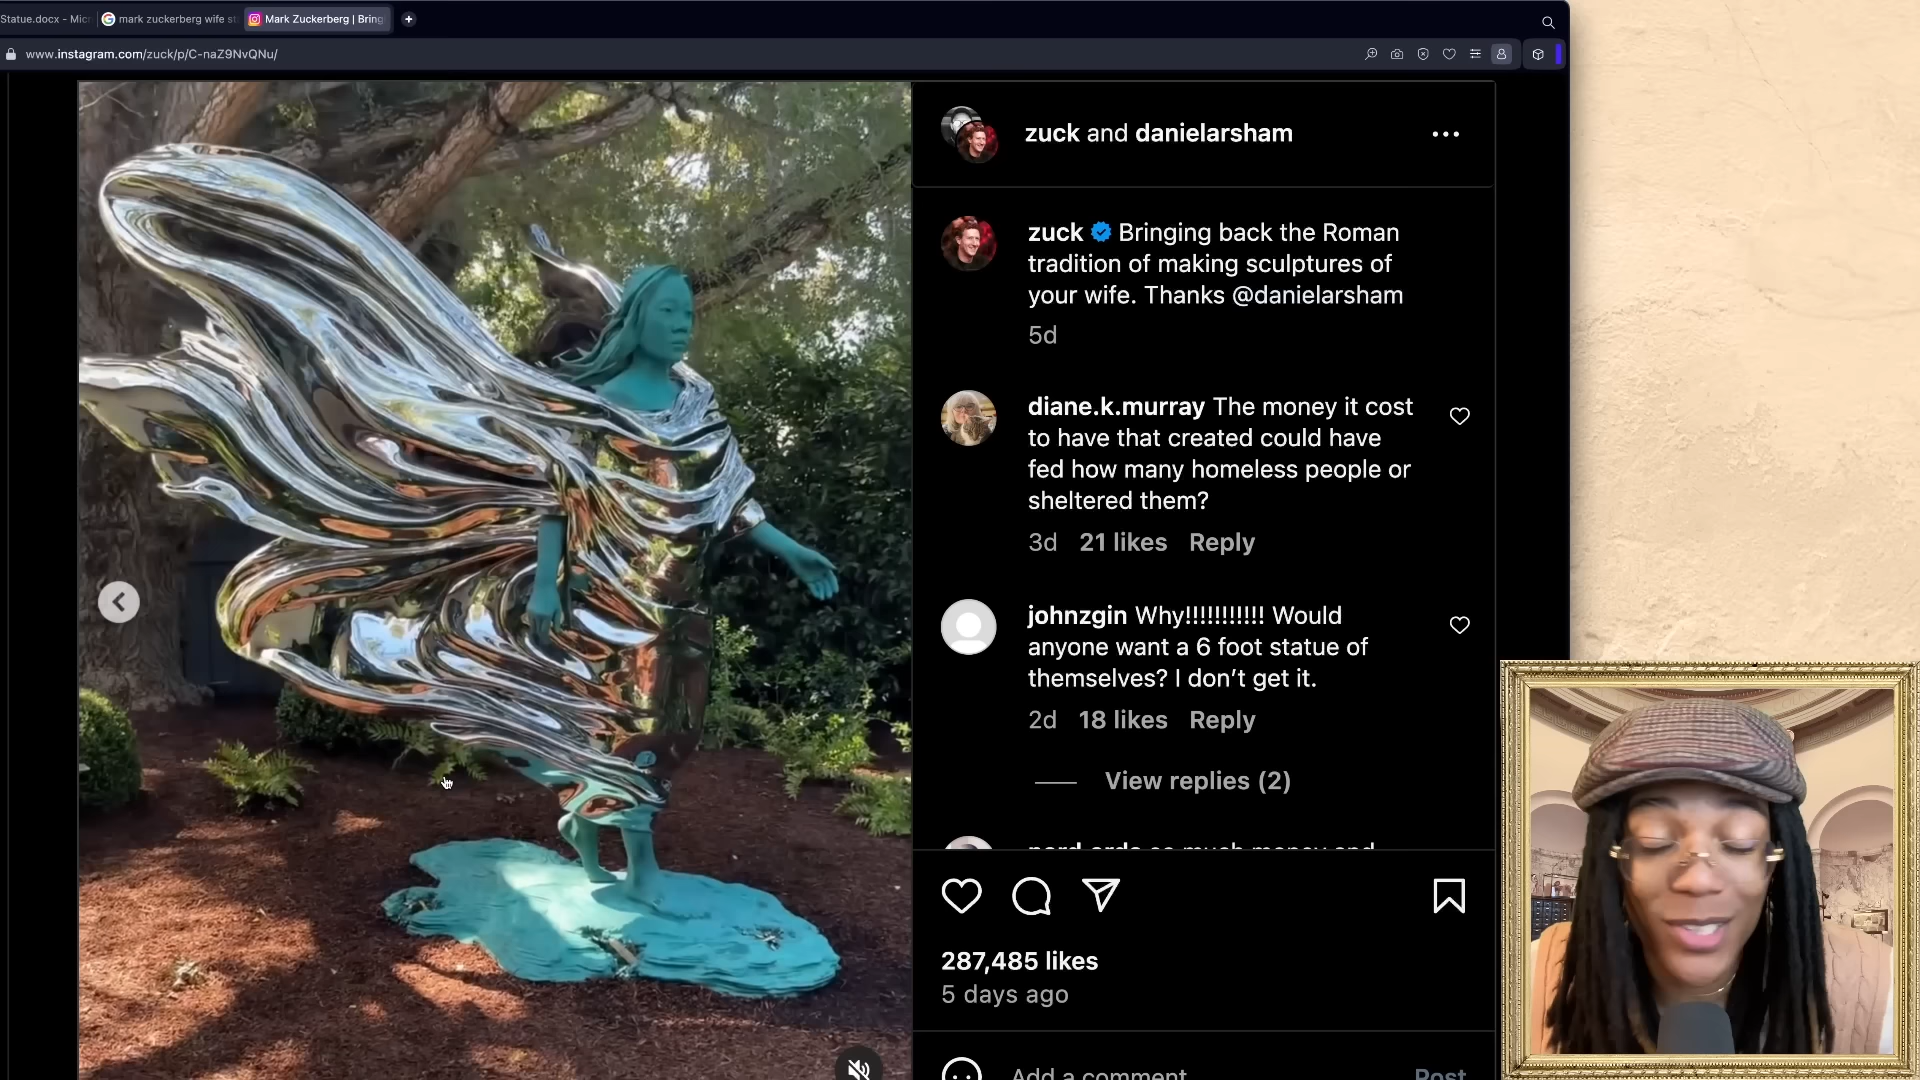 Statue.docx - Mic
mark zuckerberg wife st
Mark Zuckerberg | Bring
www.instagram.com/zuck/p/C-naZ9NvQNu/
zuck and danielarsham
zuck Bringing back the Roman
tradition of making sculptures of
your wife. Thanks @danielarsham
5d
diane.k.murray The money it cost
to have that created could have
fed how many homeless people or
sheltered them?
3d 21 likes Reply
johnzgin Why!!!!!!!!!!! Would
anyone want a 6 foot statue of
themselves? I don't get it.
2d 18 likes Reply
View replies (2)
so much money and
287,485 likes
5 days ago
Add a comment
Post